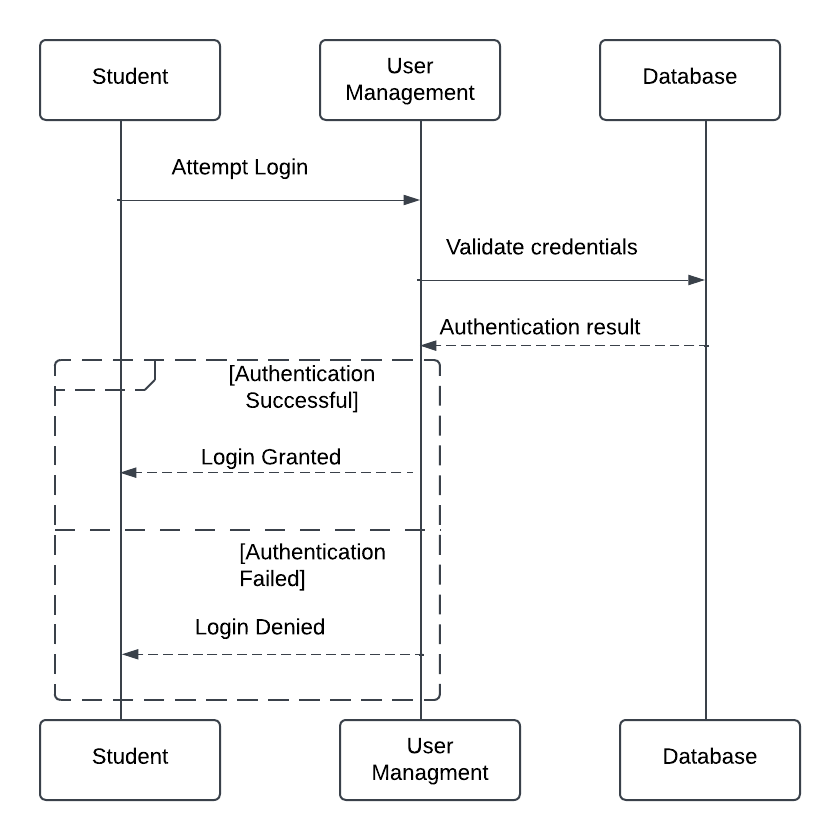 Student
User
Management
Database
Attempt Login
Validate credentials
Authentication result
[Authentication
Successful]
Login Granted
[Authentication
Failed]
Login Denied
Student
User
Managment
Database